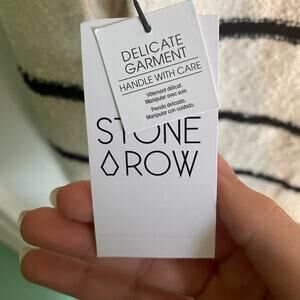 DELICATE
GARMENT
HANDLE WITH CARE
Vêtement délicat.
Manipuler avec soin
Prenda delicada.
Manipular con cuidado.
STONE
ROW